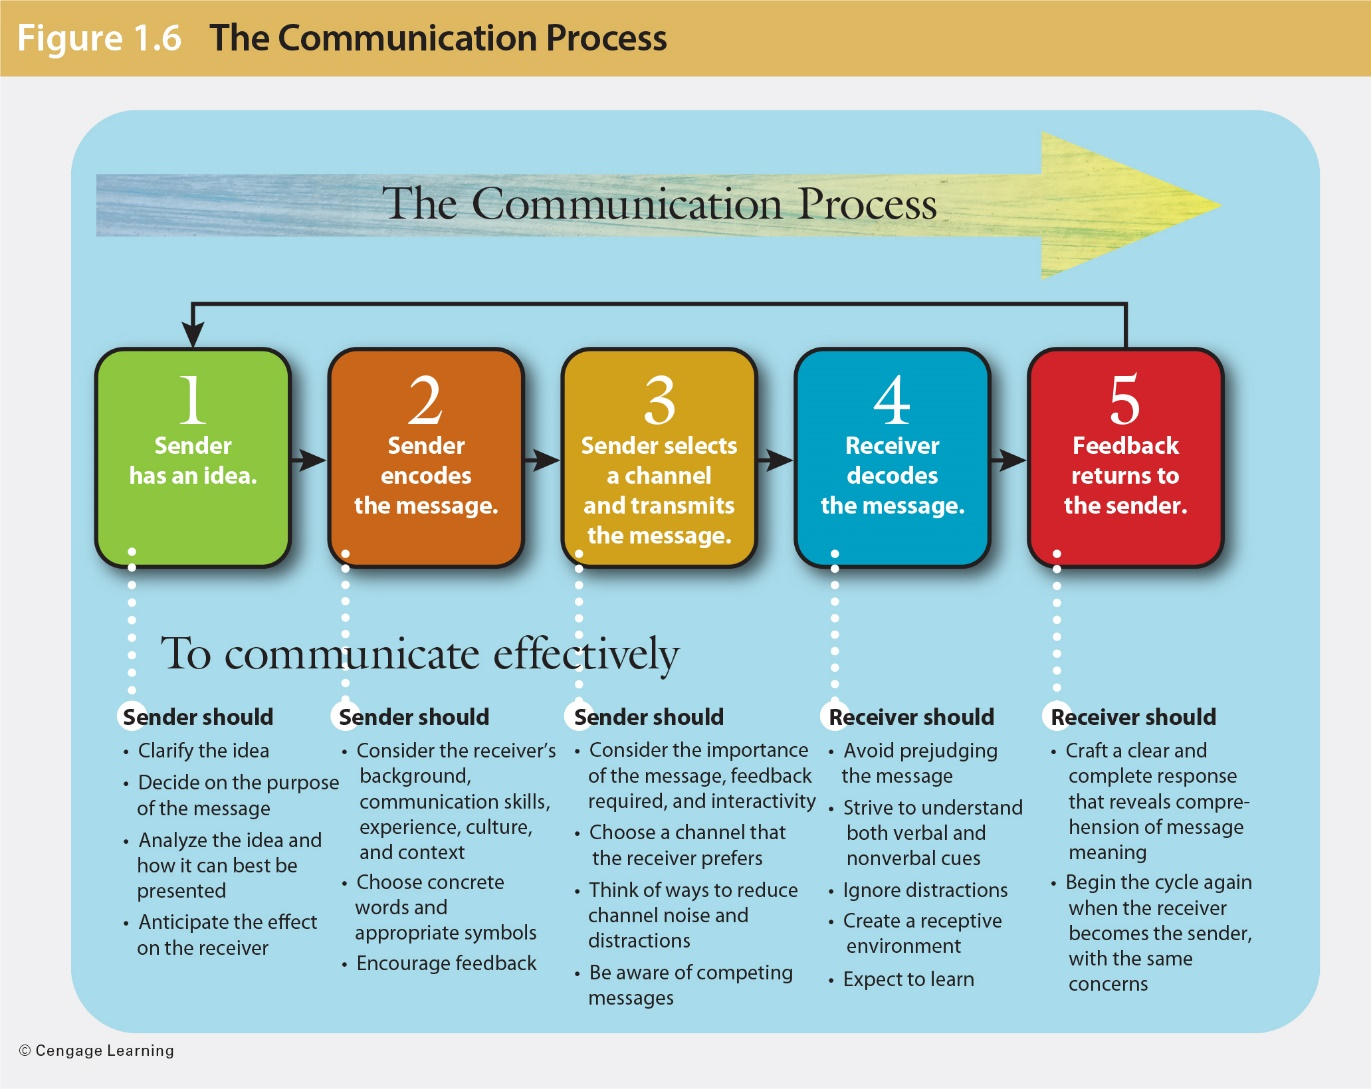 Figure 1.6 The Communication Process
The Communication Process
1
Sender
has an idea.
2
Sender
encodes
the message.
3
Sender selects
a channel
and transmits
the message.
4
Receiver
decodes
the message.
5
Feedback
returns to
the sender.
To communicate effectively
Sender should
• Clarify the idea
• Decide on the purpose
of the message
• Analyze the idea and
how it can best be
presented
• Anticipate the effect
on the receiver
Sender should
• Consider the receiver's
background,
communication skills,
experience, culture,
and context
• Choose concrete
words and
appropriate symbols
• Encourage feedback
Sender should
• Consider the importance
of the message, feedback
required, and interactivity
• Choose a channel that
the receiver prefers
• Think of ways to reduce
channel noise and
distractions
• Be aware of competing
messages
Receiver should
• Avoid prejudging
the message
• Strive to understand
both verbal and
nonverbal cues
• Ignore distractions
• Create a receptive
environment
• Expect to learn
Receiver should
• Craft a clear and
complete response
that reveals compre-
hension of message
meaning
• Begin the cycle again
when the receiver
becomes the sender,
with the same
concerns
© Cengage Learning